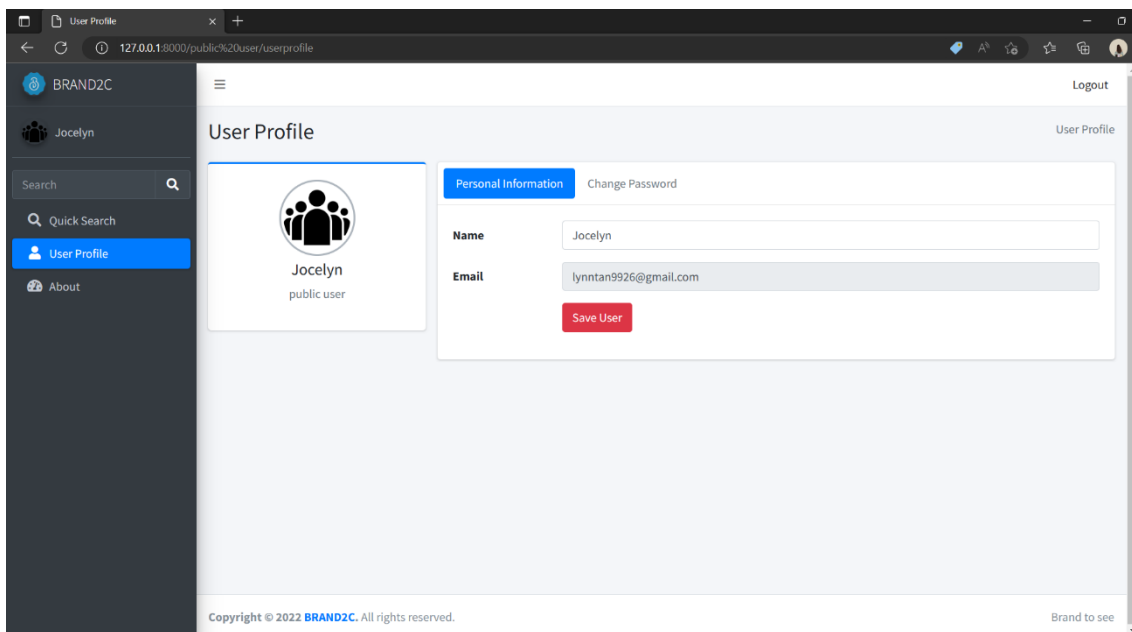 User Profile
127.0.0.1:8000/public%20user/userprofile
BRAND2C
Logout
Jocelyn
User Profile
User Profile
Search
Quick Search
User Profile
About
Jocelyn
public user
Personal Information Change Password
Name Jocelyn
Email lynntan9926@gmail.com
Save User
Copyright © 2022 BRAND2C. All rights reserved.
Brand to see